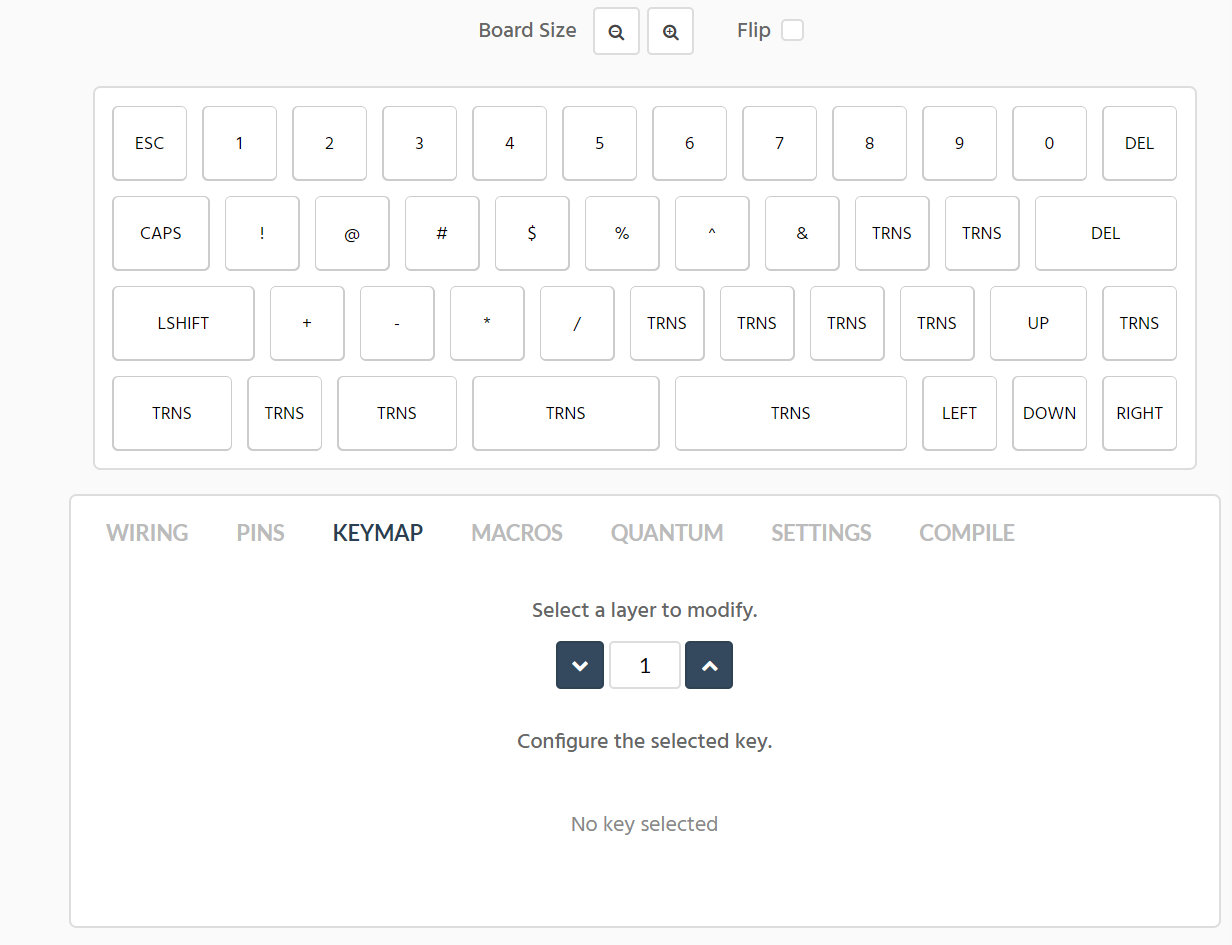 Board Size Flip
ESC 1 2 3 4 5 6 7 8 9 0 DEL
CAPS ! @ # $ % ^ & TRNS TRNS DEL
LSHIFT + - * / TRNS TRNS TRNS TRNS UP TRNS
TRNS TRNS TRNS TRNS TRNS LEFT DOWN RIGHT
WIRING PINS KEYMAP MACROS QUANTUM SETTINGS COMPILE
Select a layer to modify.
1
Configure the selected key.
No key selected